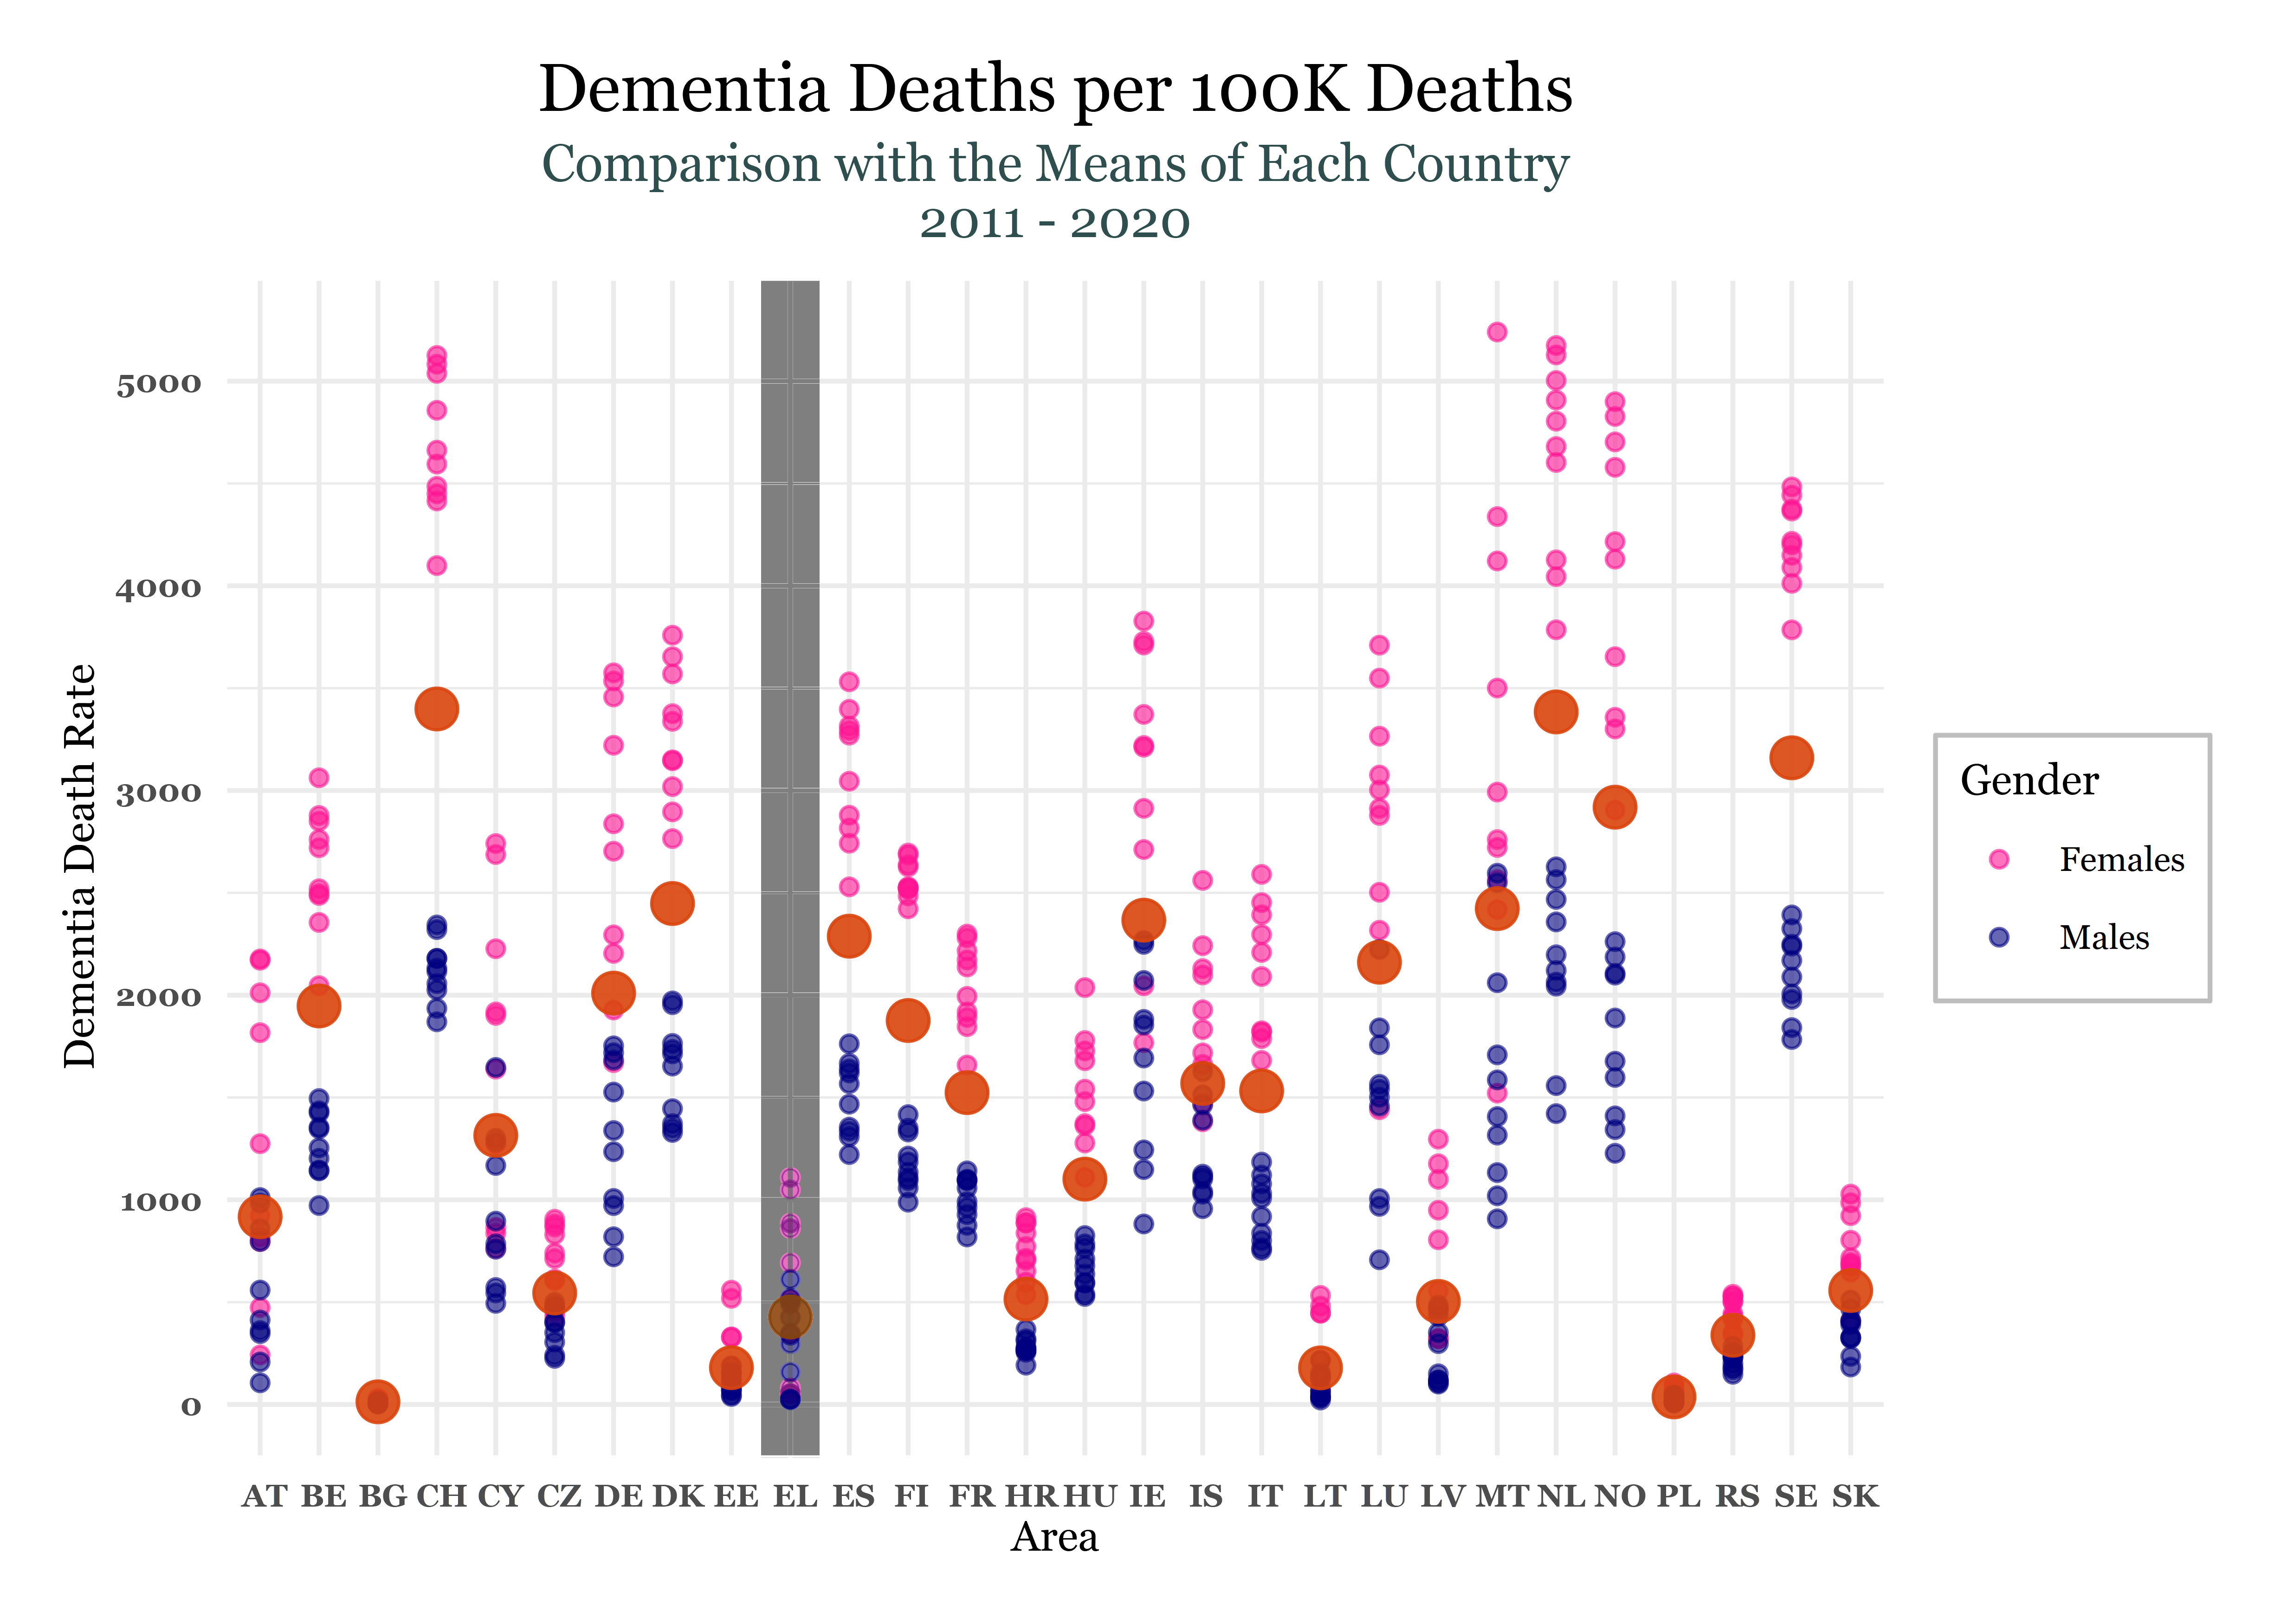 Dementia Deaths per 100K Deaths
Comparison with the Means of Each Country
2011 - 2020
Dementia Death Rate
5000
4000
3000
2000
1000
0
Gender
Females
Males
AT BE BG CH CY CZ DE DK EE EL ES FI FR HR HU IE IS IT LT LU LV MT NL NO PL RS SE SK
Area